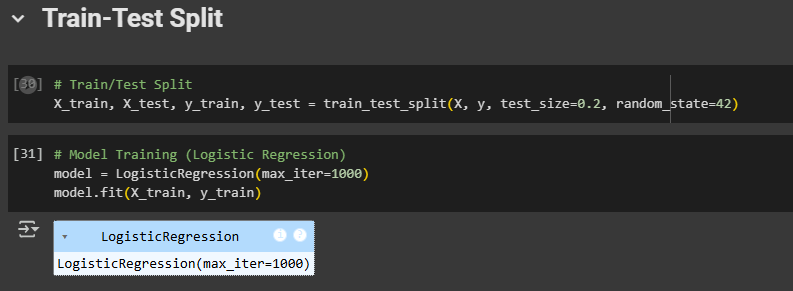 Train-Test Split
[30] # Train/Test Split
X_train, X_test, y_train, y_test = train_test_split(X, y, test_size=0.2, random_state=42)
[31] # Model Training (Logistic Regression)
model = LogisticRegression(max_iter=1000)
model.fit(X_train, y_train)
LogisticRegression i ?
LogisticRegression(max_iter=1000)